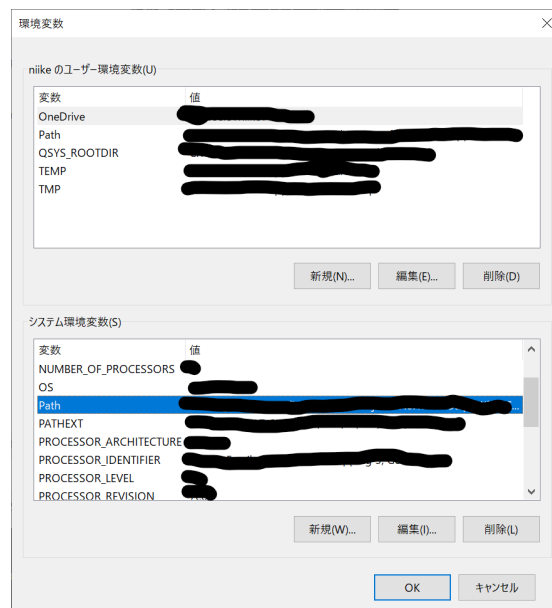 環境変数
niike のユーザー環境変数(U)
変数 値
OneDrive
Path
QSYS_ROOTDIR
TEMP
TMP
新規(N)... 編集(E)... 削除(D)
システム環境変数(S)
変数 値
NUMBER_OF_PROCESSORS
OS
Path
PATHEXT
PROCESSOR_ARCHITECTURE
PROCESSOR_IDENTIFIER
PROCESSOR_LEVEL
PROCESSOR_REVISION
新規(W)... 編集(I)... 削除(L)
OK キャンセル